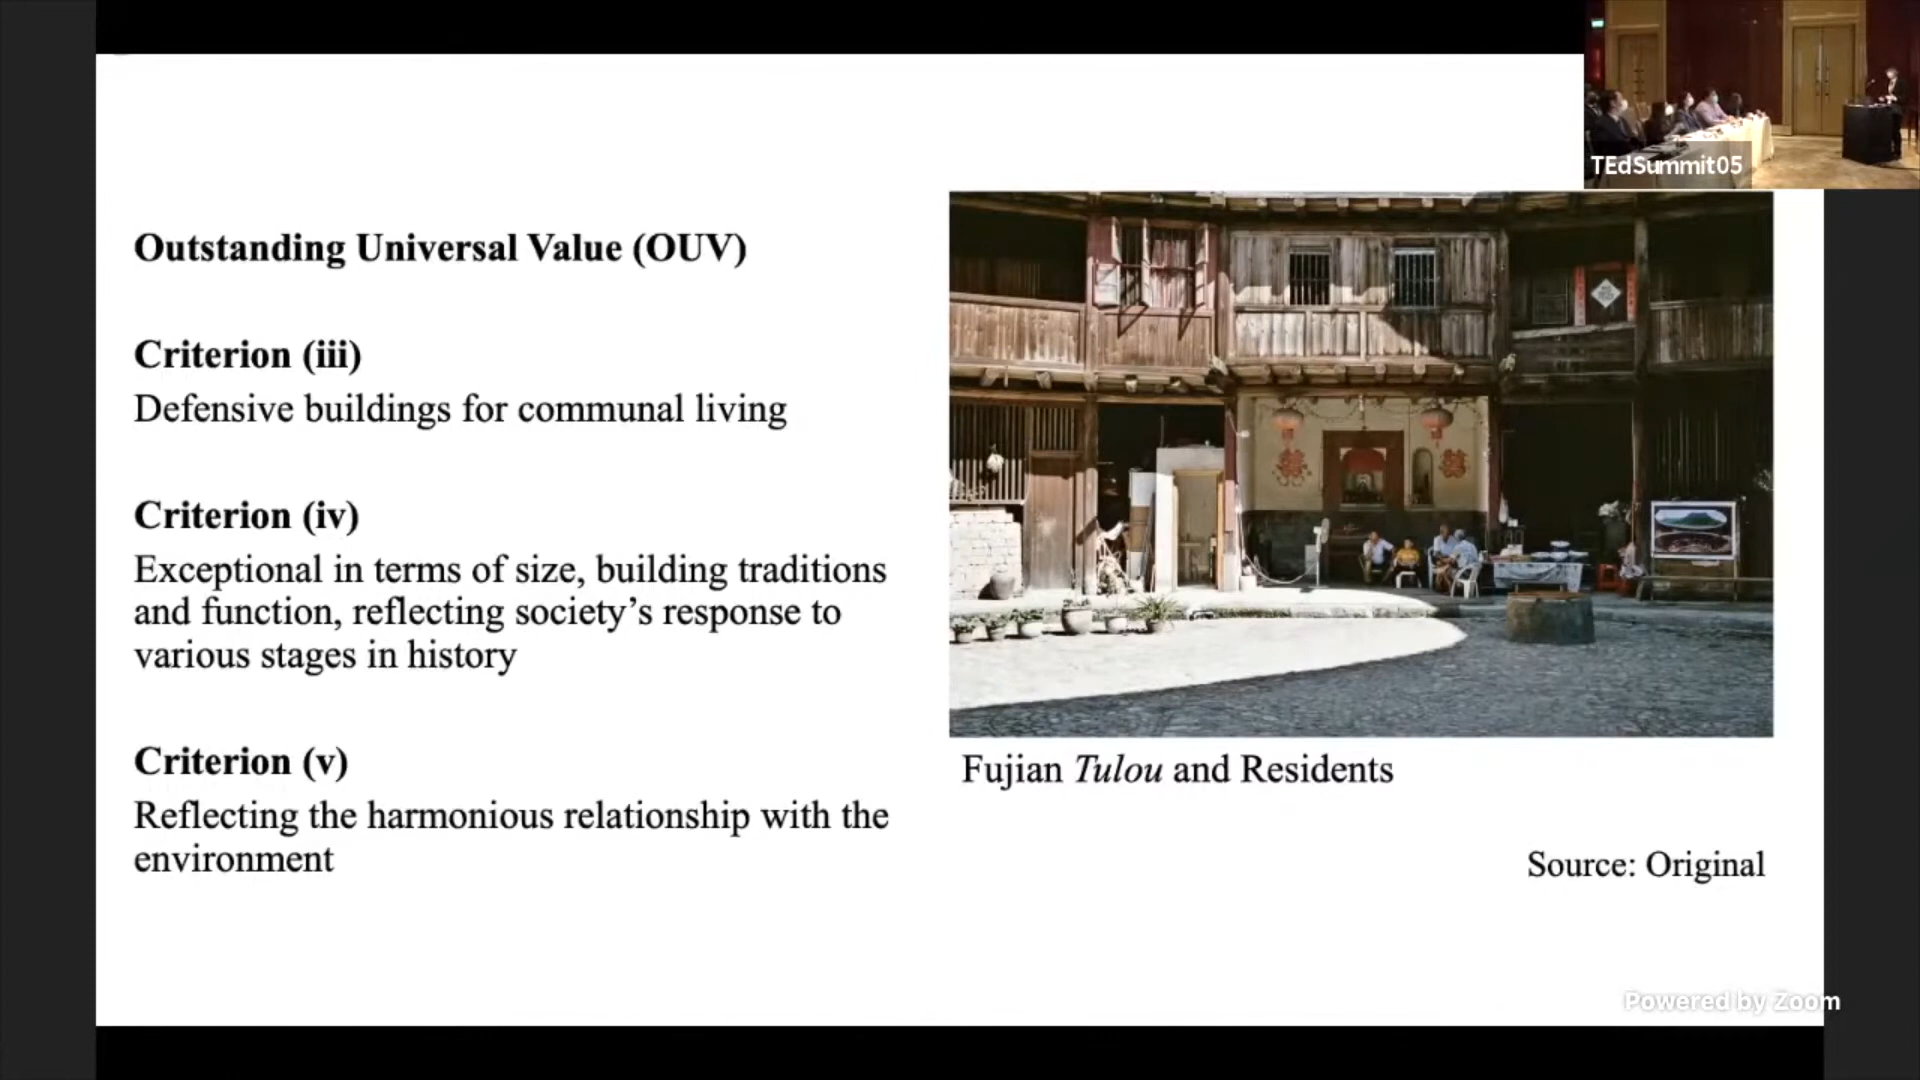 TEdSummit05
Outstanding Universal Value (OUV)
Criterion (iii)
Defensive buildings for communal living
Criterion (iv)
Exceptional in terms of size, building traditions
and function, reflecting society’s response to
various stages in history
Criterion (v)
Reflecting the harmonious relationship with the
environment
囍
囍
Fujian Tulou and Residents
Source: Original
Powered by Zoom